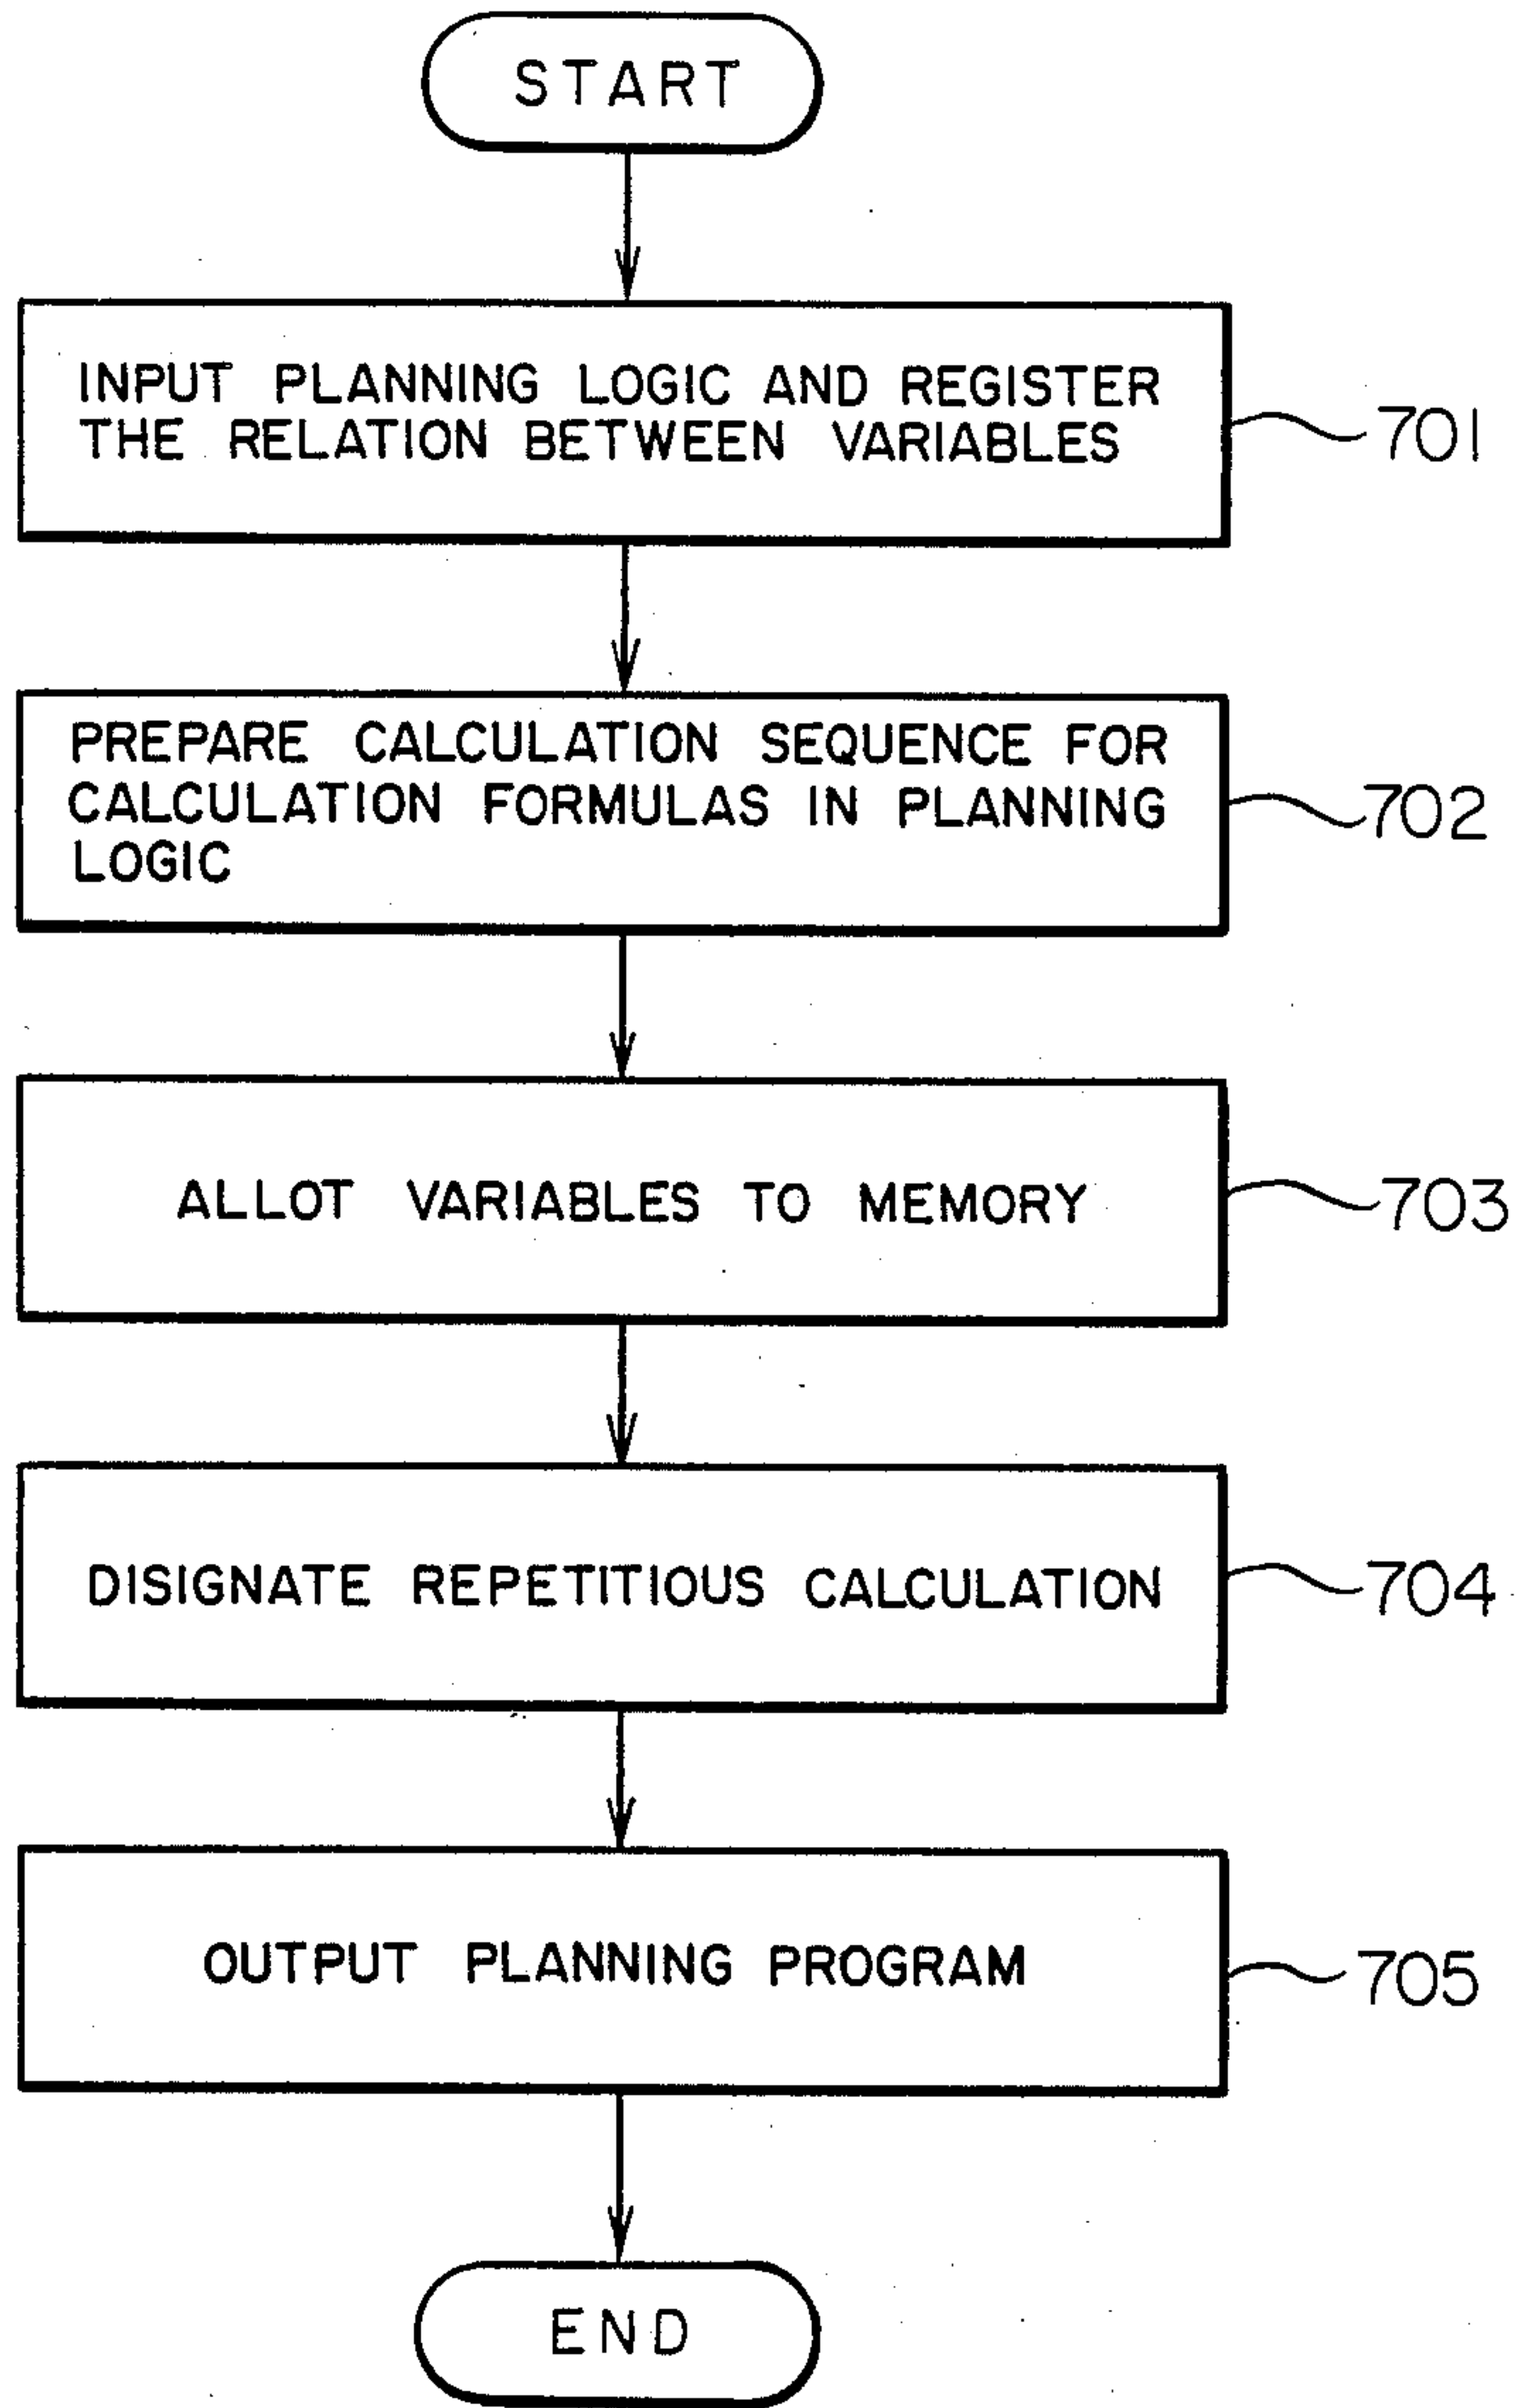 START
INPUT PLANNING LOGIC AND REGISTER
THE RELATION BETWEEN VARIABLES
701
PREPARE CALCULATION SEQUENCE FOR
CALCULATION FORMULAS IN PLANNING
LOGIC
702
ALLOT VARIABLES TO MEMORY
703
DISIGNATE REPETITIOUS CALCULATION
704
OUTPUT PLANNING PROGRAM
705
END